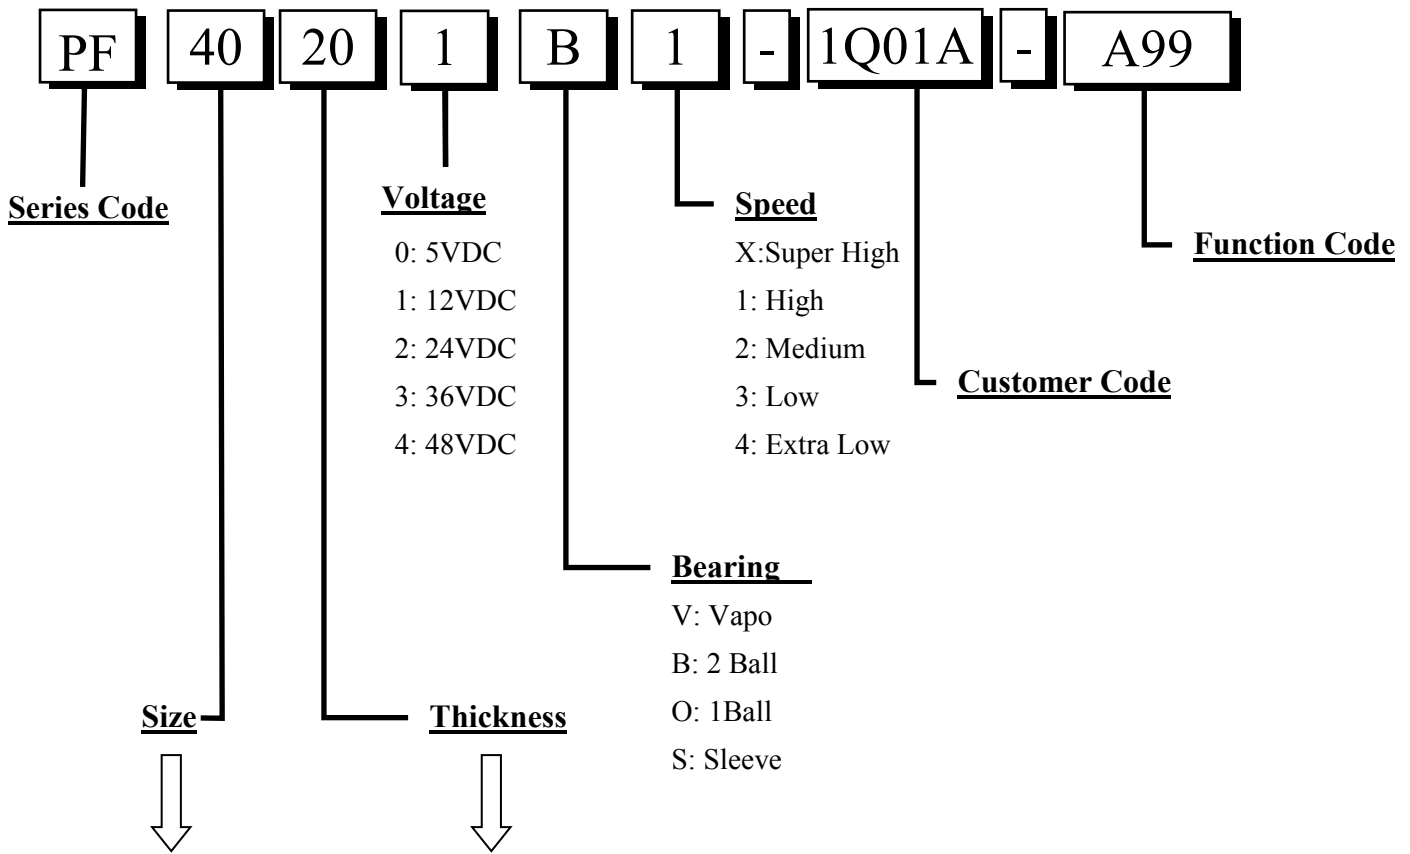 PF 40 20 1 B 1 - 1Q01A - A99
Series Code
Voltage
0: 5VDC
1: 12VDC
2: 24VDC
3: 36VDC
4: 48VDC
Speed
X:Super High
1: High
2: Medium
3: Low
4: Extra Low
Function Code
Customer Code
Bearing
V: Vapo
B: 2 Ball
O: 1Ball
S: Sleeve
Size
Thickness